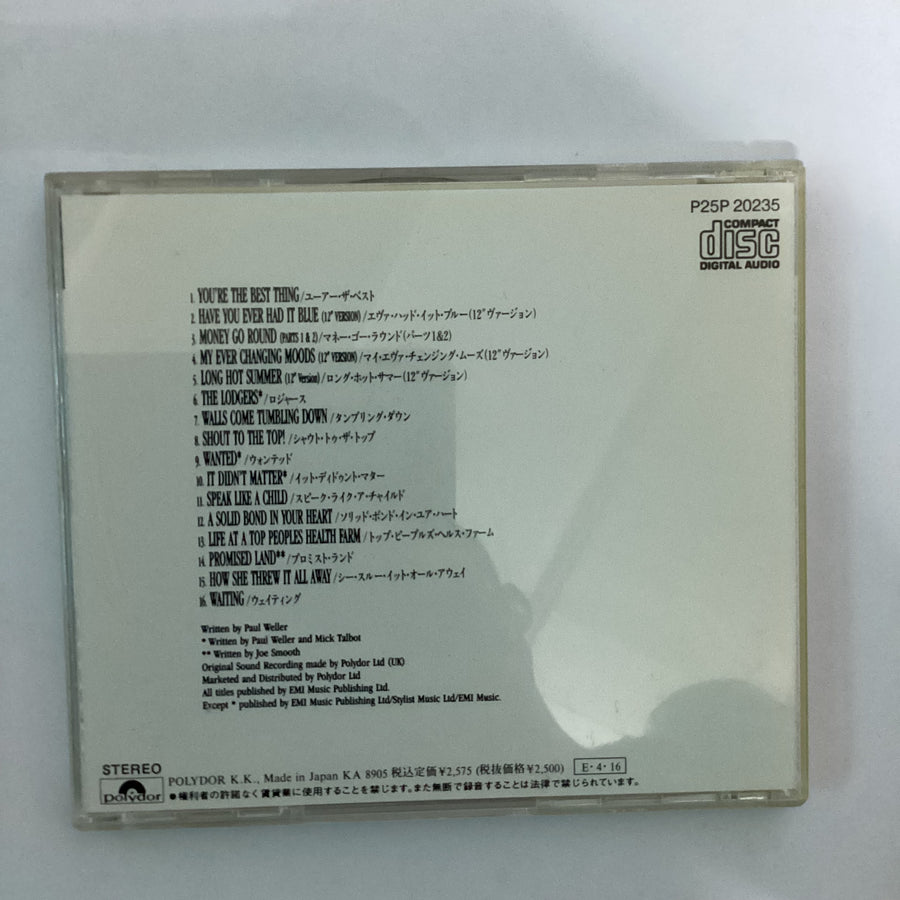 P25P 20235
COMPACT
disc
DIGITAL AUDIO
1. YOU'RE THE BEST THING/ユーアー・ザ・ベスト
2. HAVE YOU EVER HAD IT BLUE (12" VERSION)/エヴァ・ハッド・イット・ブルー(12"ヴァージョン)
3. MONEY GO ROUND (PARTS 1 & 2)/マネー・ゴー・ラウンド(パーツ1&2)
4. MY EVER CHANGING MOODS (12" VERSION)/マイ・エヴァ・チェンジング・ムーズ(12"ヴァージョン)
5. LONG HOT SUMMER (12" Version)/ロング・ホット・サマー(12"ヴァージョン)
6. THE LODGERS*/ロジャース
7. WALLS COME TUMBLING DOWN/タンブリング・ダウン
8. SHOUT TO THE TOP!/シャウト・トゥ・ザ・トップ
9. WANTED*/ウォンテッド
10. IT DIDN'T MATTER*/イット・ディドゥント・マター
11. SPEAK LIKE A CHILD/スピーク・ライク・ア・チャイルド
12. A SOLID BOND IN YOUR HEART/ソリッド・ボンド・イン・ユア・ハート
13. LIFE AT A TOP PEOPLES HEALTH FARM/トップ・ピープルズ・ヘルス・ファーム
14. PROMISED LAND**/プロミスト・ランド
15. HOW SHE THREW IT ALL AWAY/シー・スルー・イット・オール・アウェイ
16. WAITING/ウェイティング
Written by Paul Weller
* Written by Paul Weller and Mick Talbot
** Written by Joe Smooth
Original Sound Recording made by Polydor Ltd (UK)
Marketed and Distributed by Polydor Ltd
All titles published by EMI Music Publishing Ltd.
Except * published by EMI Music Publishing Ltd/Stylist Music Ltd/EMI Music.
STEREO
polydor
POLYDOR K.K., Made in Japan KA 8905 税込定価¥2,575 (税抜価格¥2,500) E・4・16
●権利者の許諾なく賃貸業に使用することを禁じます。また無断で録音することは法律で禁じられています。